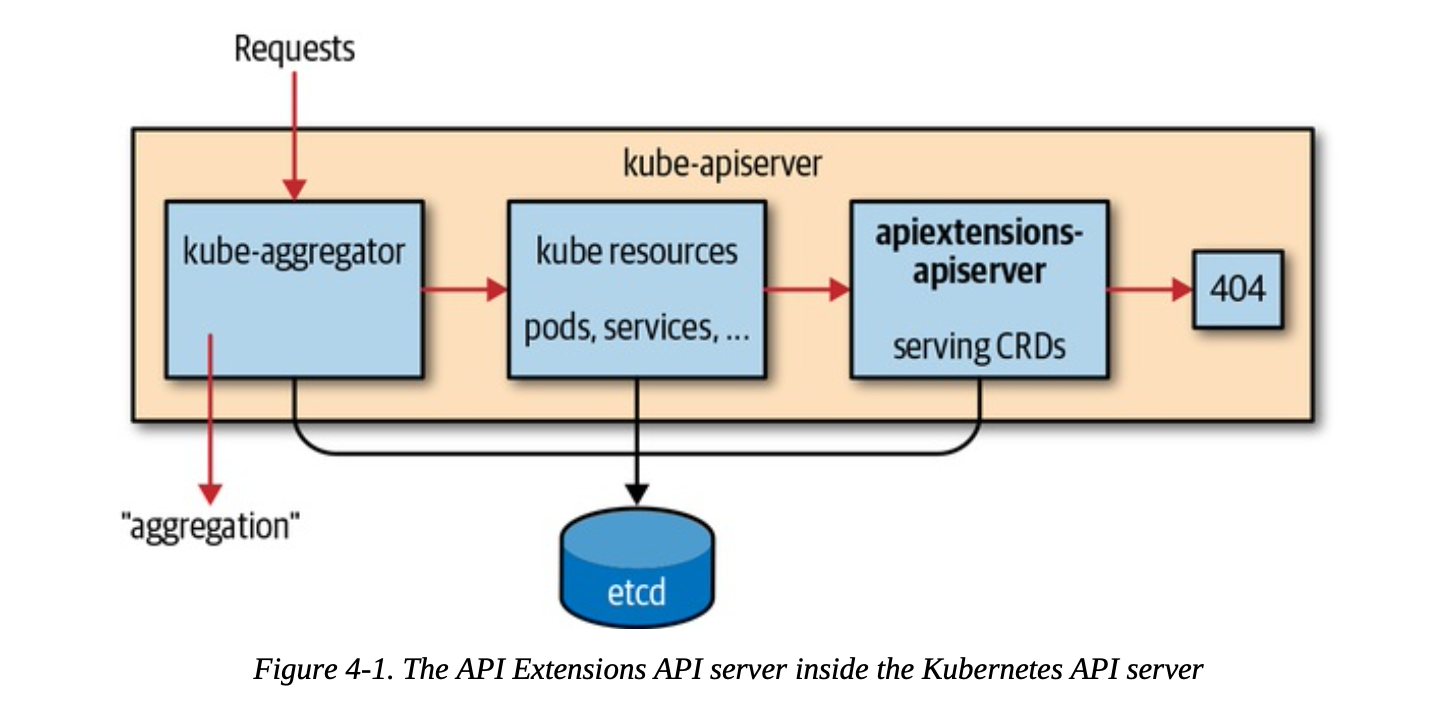 Requests
kube-apiserver
kube-aggregator
kube resources
pods, services, ...
apiextensions-
apiserver
serving CRDs
404
"aggregation"
etcd
Figure 4-1. The API Extensions API server inside the Kubernetes API server